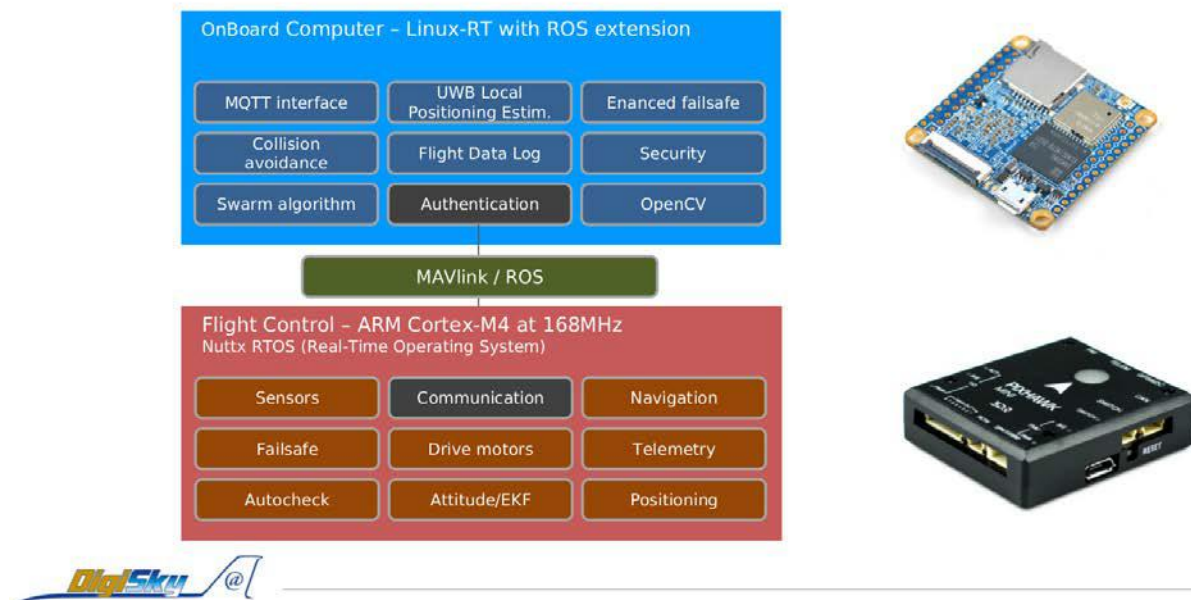 OnBoard Computer – Linux-RT with ROS extension
MQTT interface
UWB Local
Positioning Estim.
Enanced failsafe
Collision
avoidance
Flight Data Log
Security
Swarm algorithm
Authentication
OpenCV
MAVlink / ROS
Flight Control – ARM Cortex-M4 at 168MHz
Nuttx RTOS (Real-Time Operating System)
Sensors
Communication
Navigation
Failsafe
Drive motors
Telemetry
Autocheck
Attitude/EKF
Positioning
PIXHAWK
MINI
3DR
RESET
DigiSky @